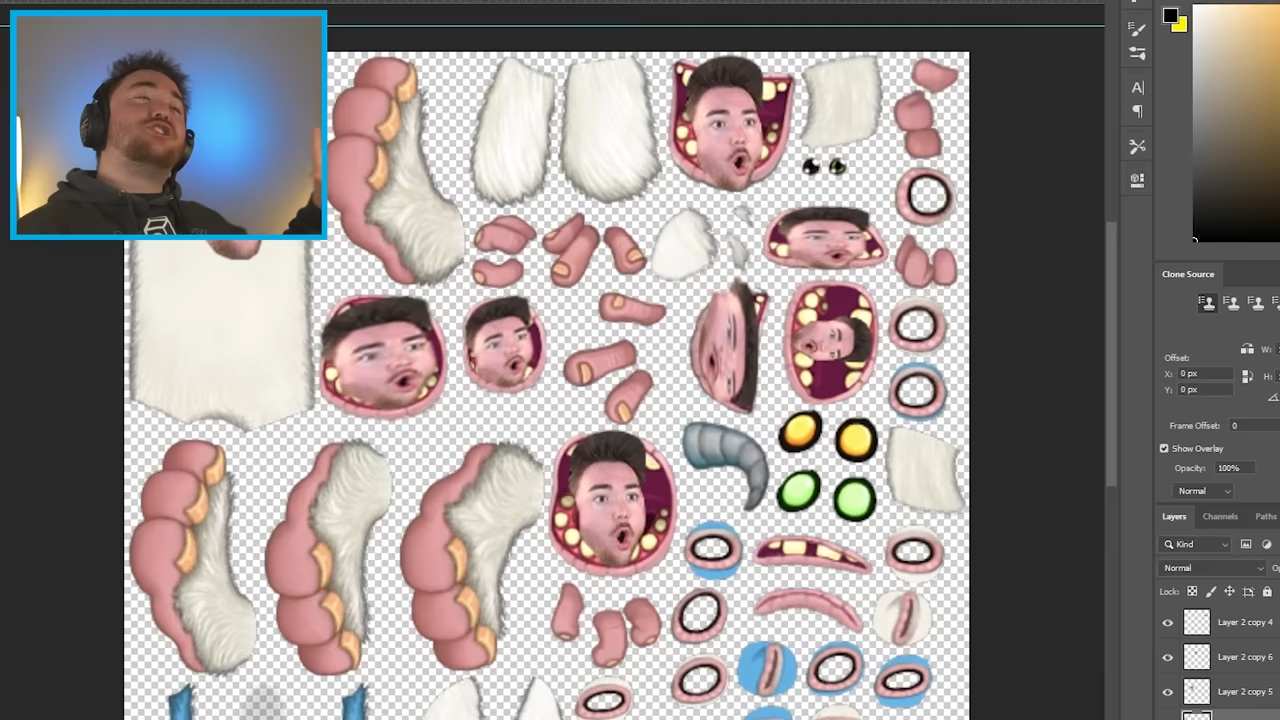 A|
Clone Source
W:
Offset:
X: 0 px
H:
Y: 0 px
Frame Offset: 0
Show Overlay
Opacity: 100%
Normal
Layers Channels Paths
Kind
Normal
Lock:
Layer 2 copy 4
Layer 2 copy 6
Layer 2 copy 5